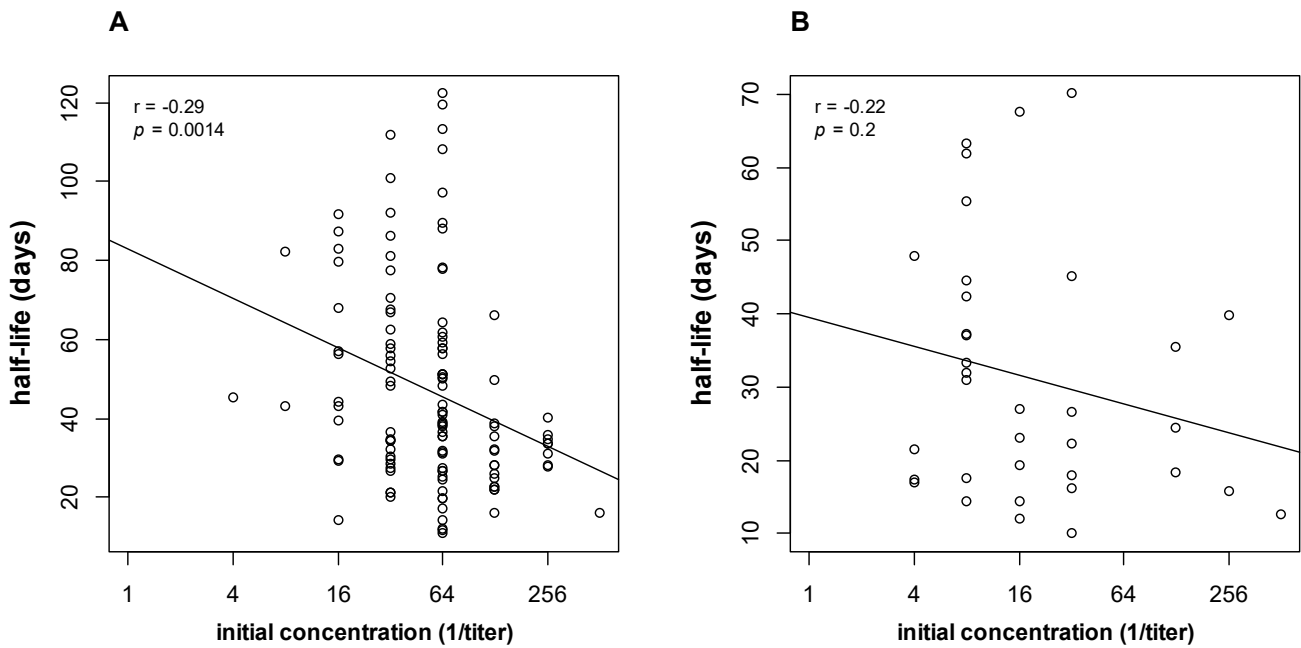 A
r = -0.29
p = 0.0014
120
100
80
60
40
20
half-life (days)
1 4 16 64 256
initial concentration (1/titer)
B
r = -0.22
p = 0.2
70
60
50
40
30
20
10
half-life (days)
1 4 16 64 256
initial concentration (1/titer)